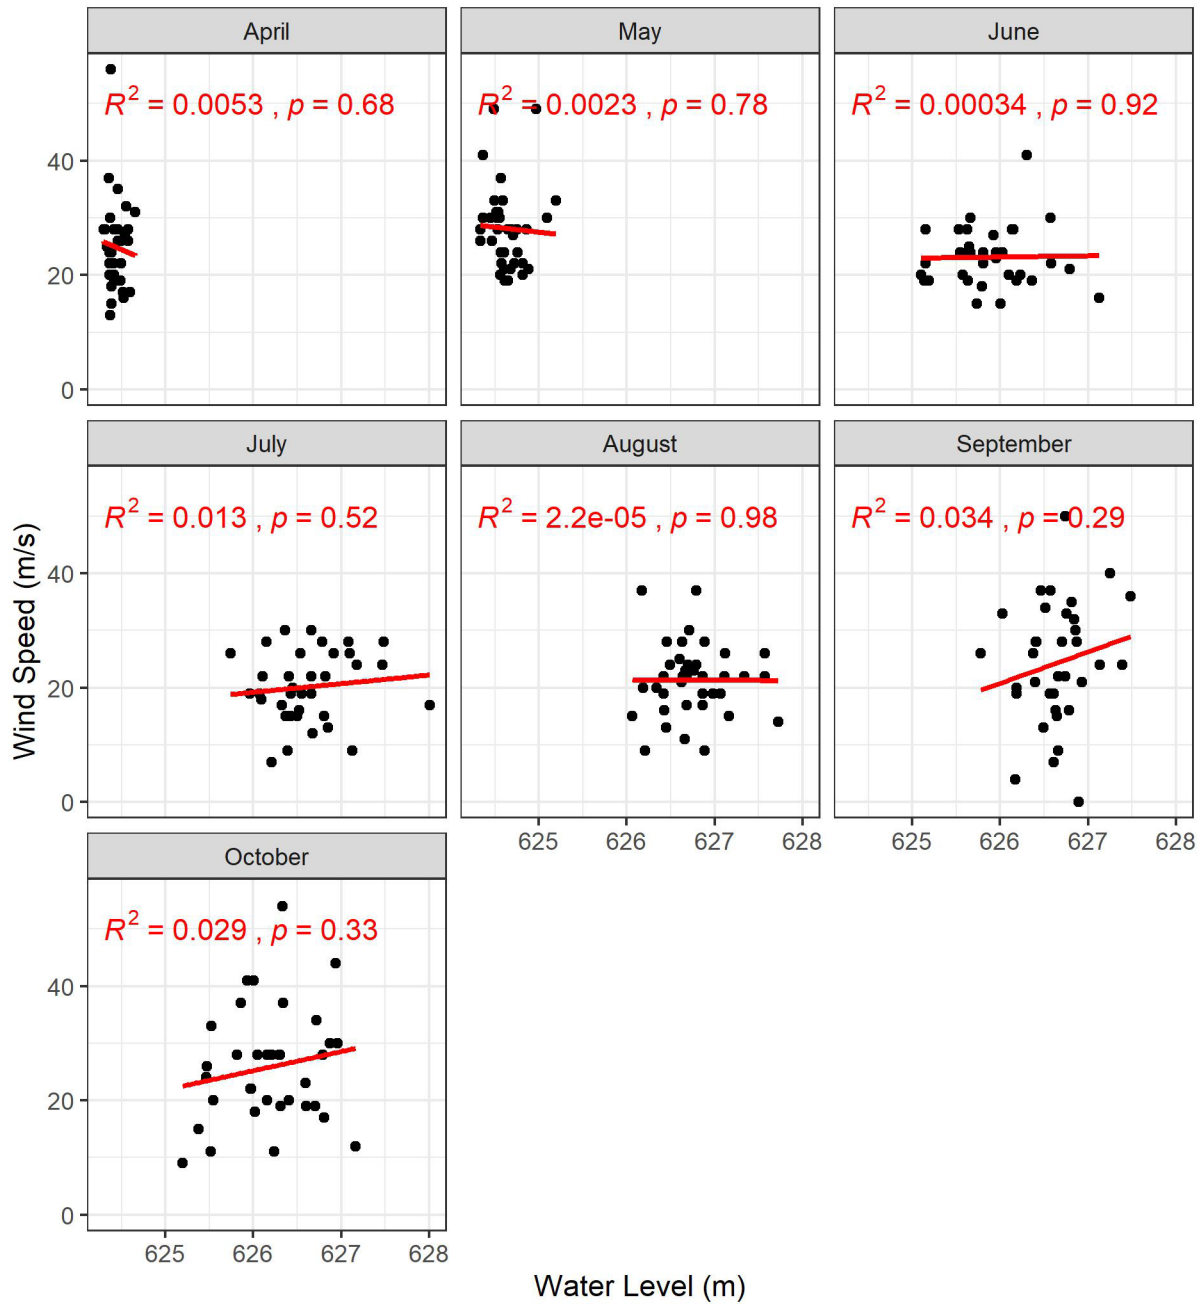 April May June
R² = 0.0053 , p = 0.68 R² = 0.0023 , p = 0.78 R² = 0.00034 , p = 0.92
40
20
0
July August September
R² = 0.013 , p = 0.52 R² = 2.2e-05 , p = 0.98 R² = 0.034 , p = 0.29
Wind Speed (m/s)
40
20
0
625 626 627 628 625 626 627 628
October
R² = 0.029 , p = 0.33
40
20
0
625 626 627 628
Water Level (m)